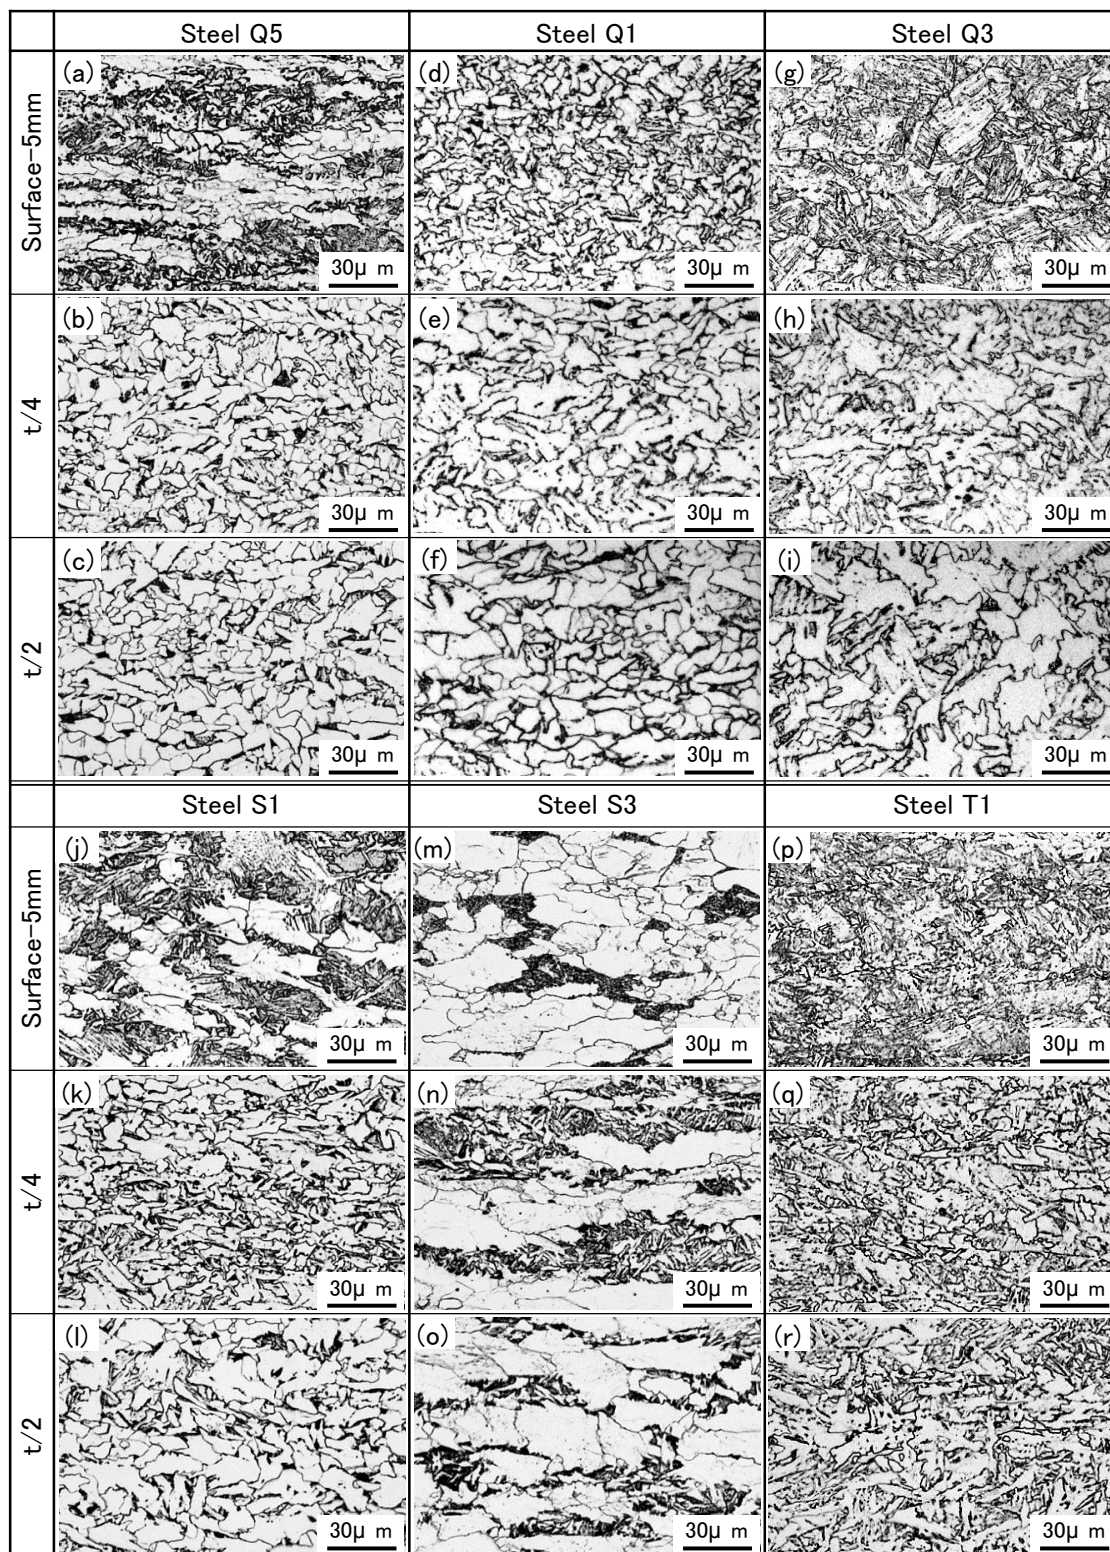 Steel Q5 Steel Q1 Steel Q3
Surface-5mm
(a) (d) (g)
30μ m 30μ m 30μ m
t/4
(b) (e) (h)
30μ m 30μ m 30μ m
t/2
(c) (f) (i)
30μ m 30μ m 30μ m
Steel S1 Steel S3 Steel T1
Surface-5mm
(j) (m) (p)
30μ m 30μ m 30μ m
t/4
(k) (n) (q)
30μ m 30μ m 30μ m
t/2
(l) (o) (r)
30μ m 30μ m 30μ m